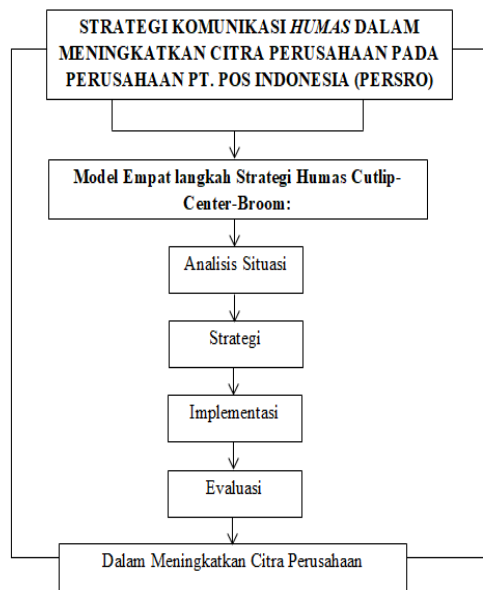 STRATEGI KOMUNIKASI HUMAS DALAM
MENINGKATKAN CITRA PERUSAHAAN PADA
PERUSAHAAN PT. POS INDONESIA (PERSRO)
Model Empat langkah Strategi Humas Cutlip-
Center-Broom:
Analisis Situasi
Strategi
Implementasi
Evaluasi
Dalam Meningkatkan Citra Perusahaan